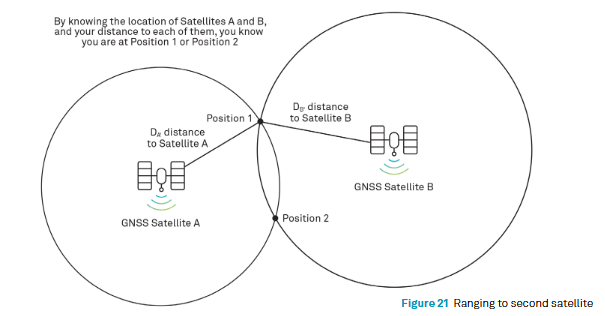 By knowing the location of Satellites A and B,
and your distance to each of them, you know
you are at Position 1 or Position 2
Position 1
D_B, distance
to Satellite B
D_A, distance
to Satellite A
GNSS Satellite B
GNSS Satellite A
Position 2
Figure 21 Ranging to second satellite